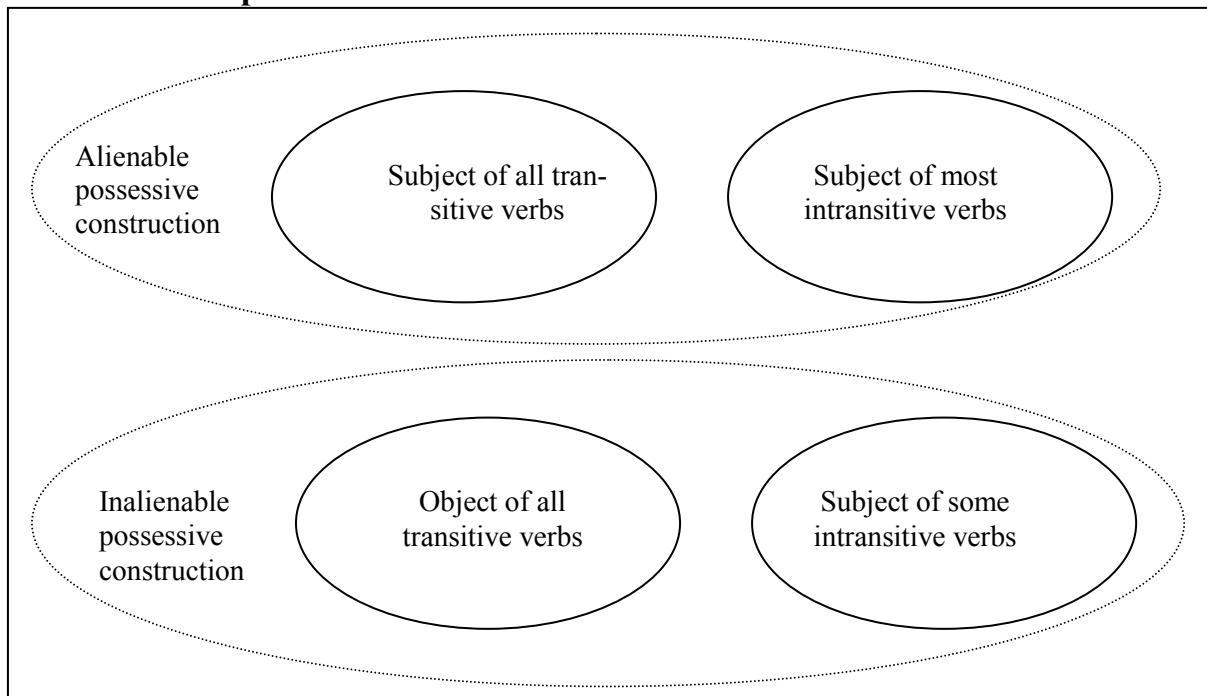 Alienable
possessive
construction
Subject of all tran-
sitive verbs
Subject of most
intransitive verbs
Inalienable
possessive
construction
Object of all
transitive verbs
Subject of some
intransitive verbs